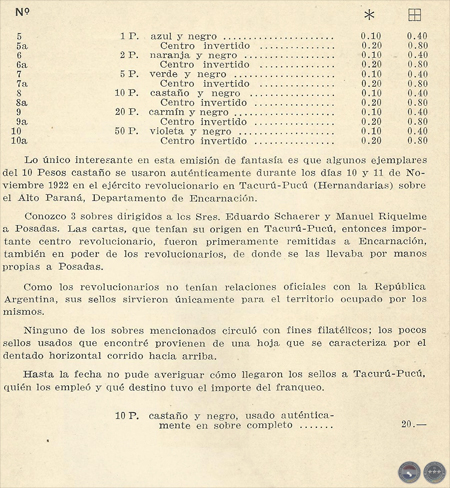 Nº * ⊞
5 1 P. azul y negro ...................... 0.10 0.40
5a Centro invertido ............... 0.20 0.80
6 2 P. naranja y negro .................. 0.10 0.40
6a Centro invertido ............... 0.20 0.80
7 5 P. verde y negro ..................... 0.10 0.40
7a Centro invertido ............... 0.20 0.80
8 10 P. castaño y negro .................. 0.10 0.40
8a Centro invertido ............... 0.20 0.80
9 20 P. carmín y negro ................... 0.10 0.40
9a Centro invertido ............... 0.20 0.80
10 50 P. violeta y negro ................... 0.10 0.40
10a Centro invertido ............... 0.20 0.80
Lo único interesante en esta emisión de fantasía es que algunos ejemplares
del 10 Pesos castaño se usaron auténticamente durante los días 10 y 11 de No-
viembre 1922 en el ejército revolucionario en Tacurú-Pucú (Hernandarias) sobre
el Alto Paraná, Departamento de Encarnación.
Conozco 3 sobres dirigidos a los Sres. Eduardo Schaerer y Manuel Riquelme
a Posadas. Las cartas, que tenían su origen en Tacurú-Pucú, entonces impor-
tante centro revolucionario, fueron primeramente remitidas a Encarnación,
también en poder de los revolucionarios, de donde se las llevaba por manos
propias a Posadas.
Como los revolucionarios no tenían relaciones oficiales con la República
Argentina, sus sellos sirvieron únicamente para el territorio ocupado por los
mismos.
Ninguno de los sobres mencionados circuló con fines filatélicos; los pocos
sellos usados que encontré provienen de una hoja que se caracteriza por el
dentado horizontal corrido hacia arriba.
Hasta la fecha no pude averiguar cómo llegaron los sellos a Tacurú-Pucú,
quién los empleó y qué destino tuvo el importe del franqueo.
10 P. castaño y negro, usado auténtica-
mente en sobre completo ....... 20.—